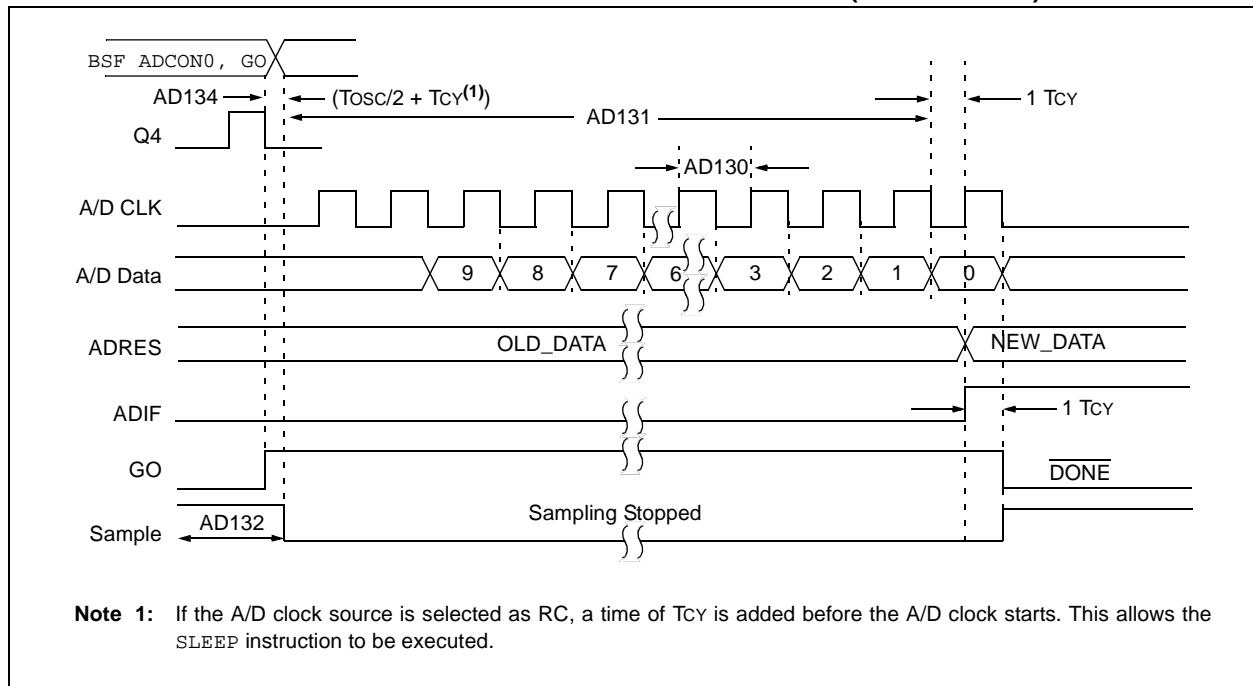 BSF ADCON0, GO
AD134
(TOSC/2 + TCY(1))
1 TCY
AD131
Q4
AD130
A/D CLK
A/D Data
9 8 7 6 3 2 1 0
ADRES
OLD_DATA
NEW_DATA
ADIF
1 TCY
GO
DONE
Sample
AD132
Sampling Stopped
Note 1: If the A/D clock source is selected as RC, a time of TCY is added before the A/D clock starts. This allows the
SLEEP instruction to be executed.